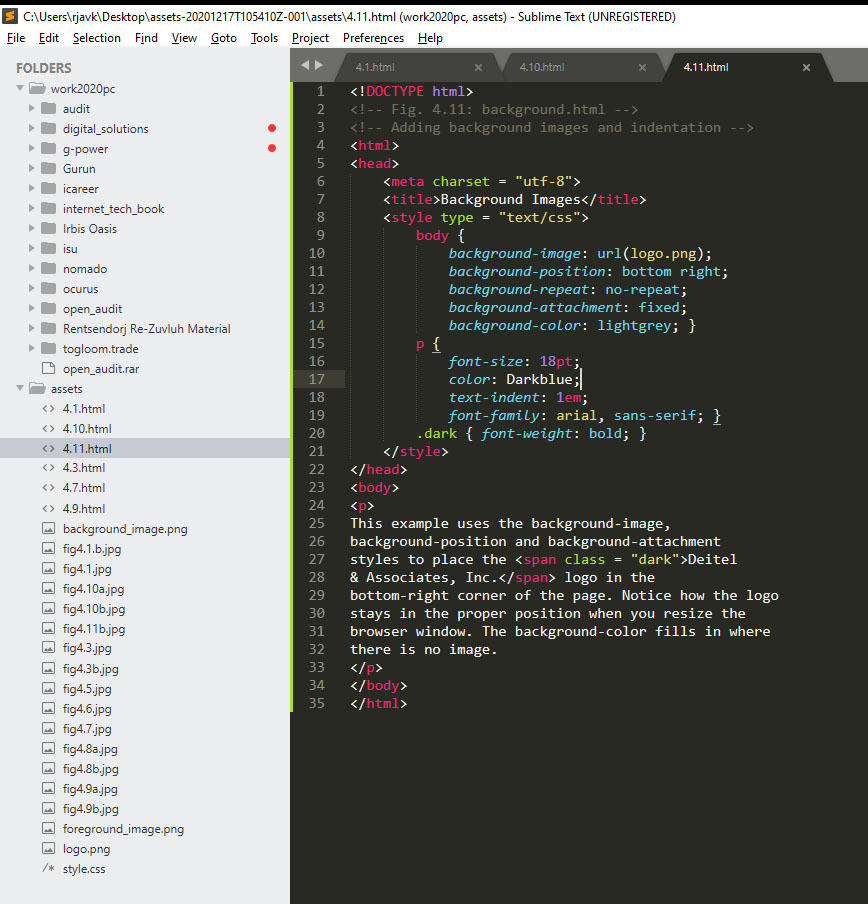 C:\Users\rjavk\Desktop\assets-20201217T105410Z-001\assets\4.11.html (work2020pc, assets) - Sublime Text (UNREGISTERED)
File Edit Selection Find View Goto Tools Project Preferences Help
FOLDERS
work2020pc
audit
digital_solutions
g-power
Gurun
icareer
internet_tech_book
Irbis Oasis
isu
nomado
ocurus
open_audit
Rentsendorj Re-Zuvluh Material
togloom.trade
open_audit.rar
assets
4.1.html
4.10.html
4.11.html
4.3.html
4.7.html
4.9.html
background_image.png
fig4.1.b.jpg
fig4.1.jpg
fig4.10a.jpg
fig4.10b.jpg
fig4.11b.jpg
fig4.3.jpg
fig4.3b.jpg
fig4.5.jpg
fig4.6.jpg
fig4.7.jpg
fig4.8a.jpg
fig4.8b.jpg
fig4.9a.jpg
fig4.9b.jpg
foreground_image.png
logo.png
/* style.css
4.1.html × 4.10.html × 4.11.html ×
1 <!DOCTYPE html>
2 <!-- Fig. 4.11: background.html -->
3 <!-- Adding background images and indentation -->
4 <html>
5 <head>
6 <meta charset = "utf-8">
7 <title>Background Images</title>
8 <style type = "text/css">
9 body {
10 background-image: url(logo.png);
11 background-position: bottom right;
12 background-repeat: no-repeat;
13 background-attachment: fixed;
14 background-color: lightgrey; }
15 p {
16 font-size: 18pt;
17 color: Darkblue;
18 text-indent: 1em;
19 font-family: arial, sans-serif; }
20 .dark { font-weight: bold; }
21 </style>
22 </head>
23 <body>
24 <p>
25 This example uses the background-image,
26 background-position and background-attachment
27 styles to place the <span class = "dark">Deitel
28 & Associates, Inc.</span> logo in the
29 bottom-right corner of the page. Notice how the logo
30 stays in the proper position when you resize the
31 browser window. The background-color fills in where
32 there is no image.
33 </p>
34 </body>
35 </html>